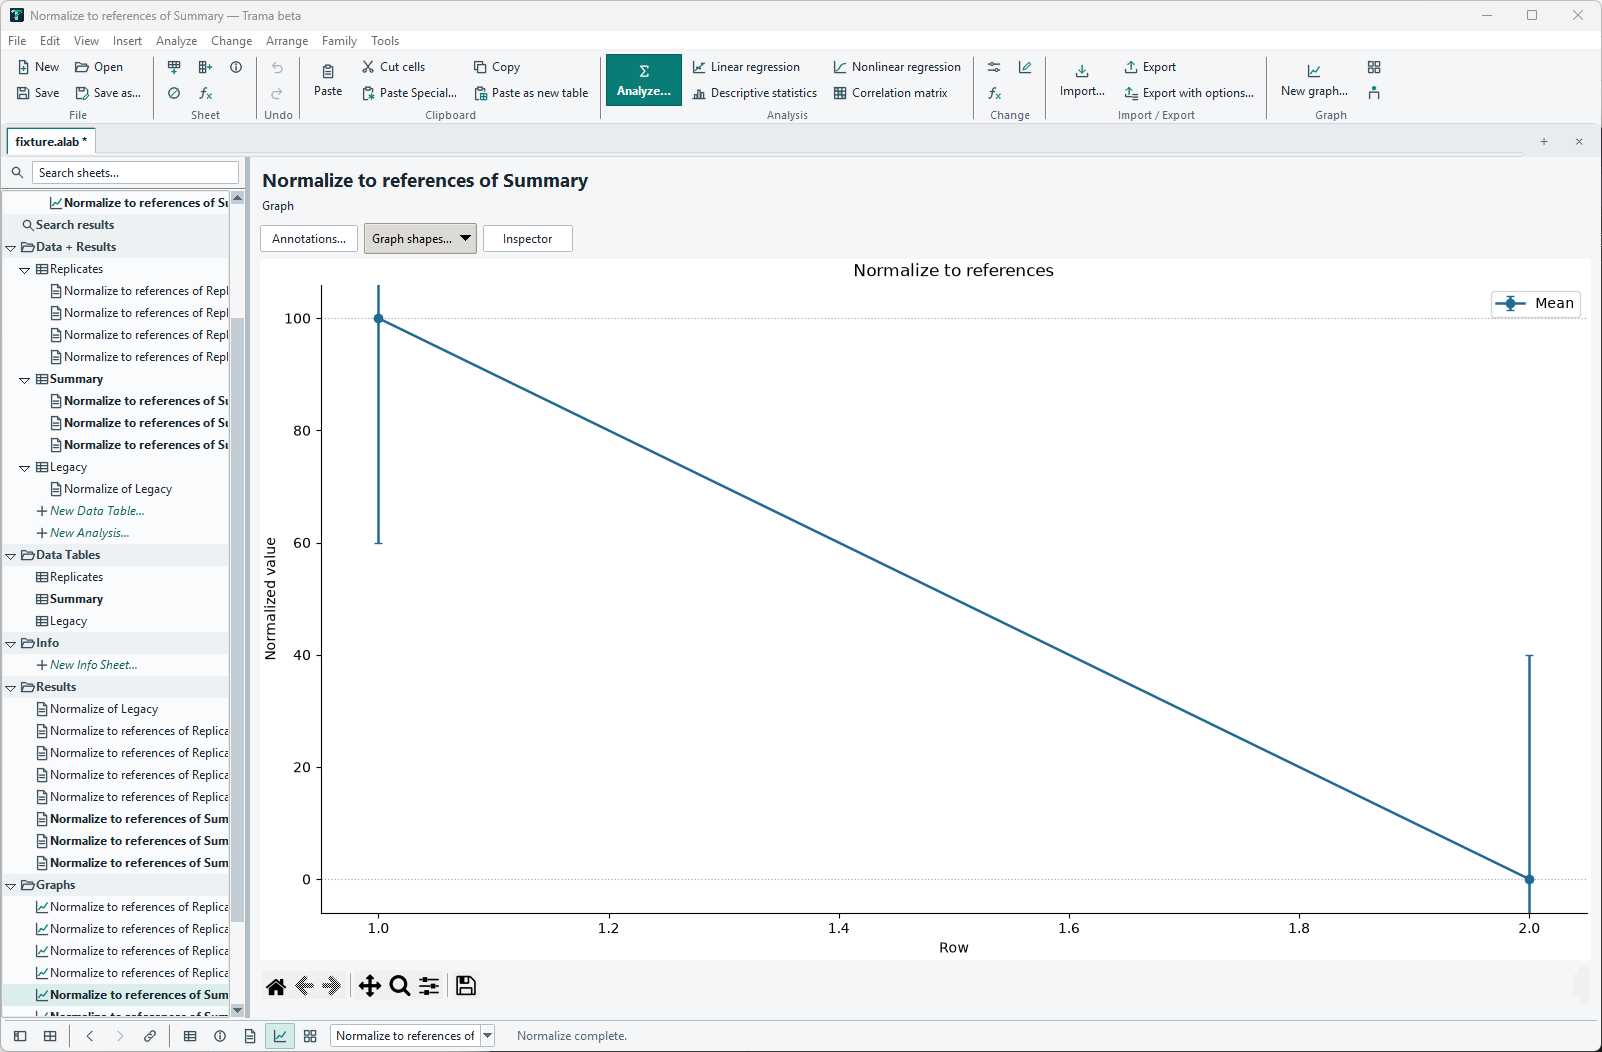 Normalize to references of Summary — Trama beta
File Edit View Insert Analyze Change Arrange Family Tools
New Open
Save Save as...
File
Sheet
Undo
Paste
Cut cells Copy
Paste Special... Paste as new table
Clipboard
Σ
Analyze...
Linear regression Nonlinear regression
Descriptive statistics Correlation matrix
Analysis
fx
Change
Import...
Export
Export with options...
Import / Export
New graph...
Graph
fixture.alab *
Search sheets...
Normalize to references of Su
Search results
Data + Results
Replicates
Normalize to references of Repl
Normalize to references of Repl
Normalize to references of Repl
Normalize to references of Repl
Summary
Normalize to references of Su
Normalize to references of Su
Normalize to references of Su
Legacy
Normalize of Legacy
New Data Table...
New Analysis...
Data Tables
Replicates
Summary
Legacy
Info
New Info Sheet...
Results
Normalize of Legacy
Normalize to references of Replica
Normalize to references of Replica
Normalize to references of Replica
Normalize to references of Replica
Normalize to references of Sum
Normalize to references of Sum
Normalize to references of Sum
Graphs
Normalize to references of Replica
Normalize to references of Replica
Normalize to references of Replica
Normalize to references of Replica
Normalize to references of Sum
Normalize to references of Sum
Normalize to references of Summary
Graph
Annotations... Graph shapes... Inspector
Normalize to references
Mean
100
80
60
40
20
0
Normalized value
1.0 1.2 1.4 1.6 1.8 2.0
Row
Normalize to references of
Normalize complete.